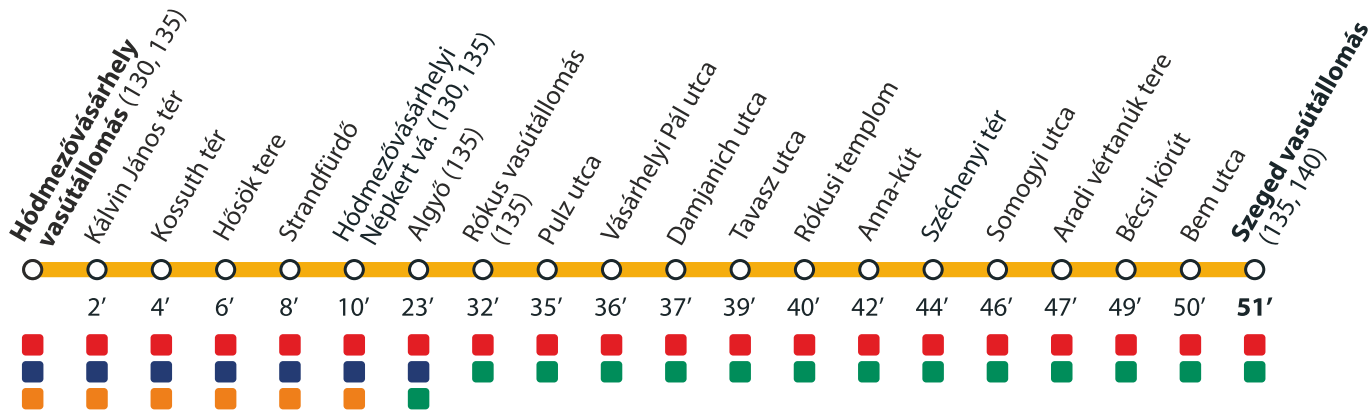 Hódmezővásárhely
vasútállomás (130, 135)
Kálvin János tér
Kossuth tér
Hősök tere
Strandfürdő
Hódmezővásárhelyi
Népkert vá. (130, 135)
Algyő (135)
Rókus vasútállomás
(135)
Pulz utca
Vásárhelyi Pál utca
Damjanich utca
Tavasz utca
Rókusi templom
Anna-kút
Széchenyi tér
Somogyi utca
Aradi vértanúk tere
Bécsi körút
Bem utca
Szeged vasútállomás
(135, 140)
2’ 4’ 6’ 8’ 10’ 23’ 32’ 35’ 36’ 37’ 39’ 40’ 42’ 44’ 46’ 47’ 49’ 50’ 51’